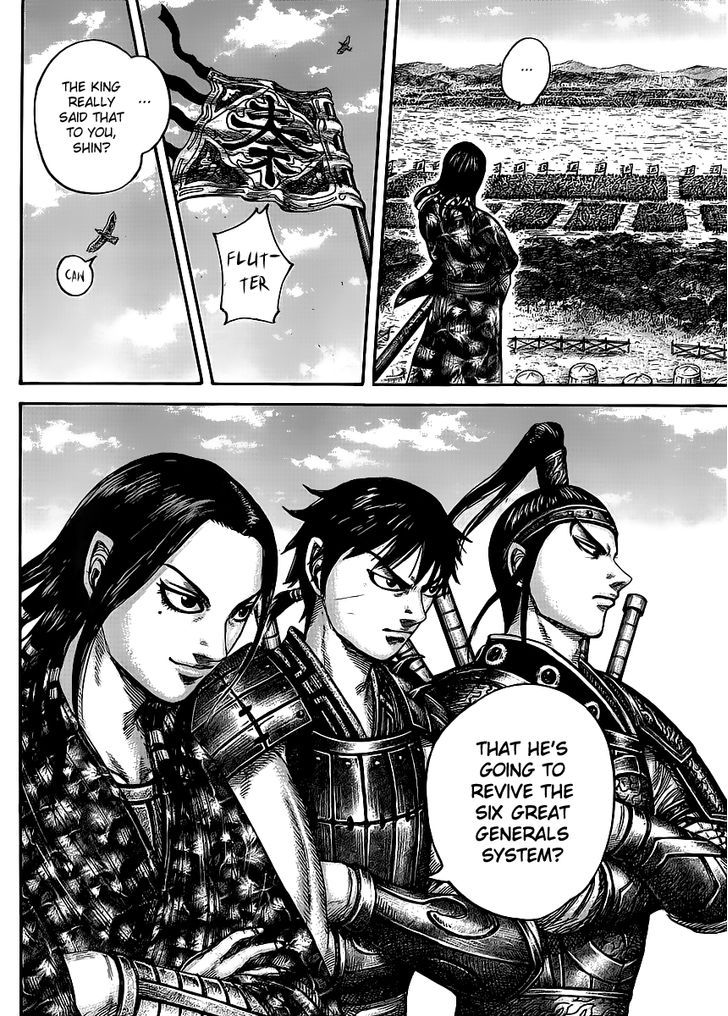 ...
FLUT-
TER
...
THE KING
REALLY
SAID THAT
TO YOU,
SHIN?
CAN
THAT HE'S
GOING TO
REVIVE THE
SIX GREAT
GENERALS
SYSTEM?